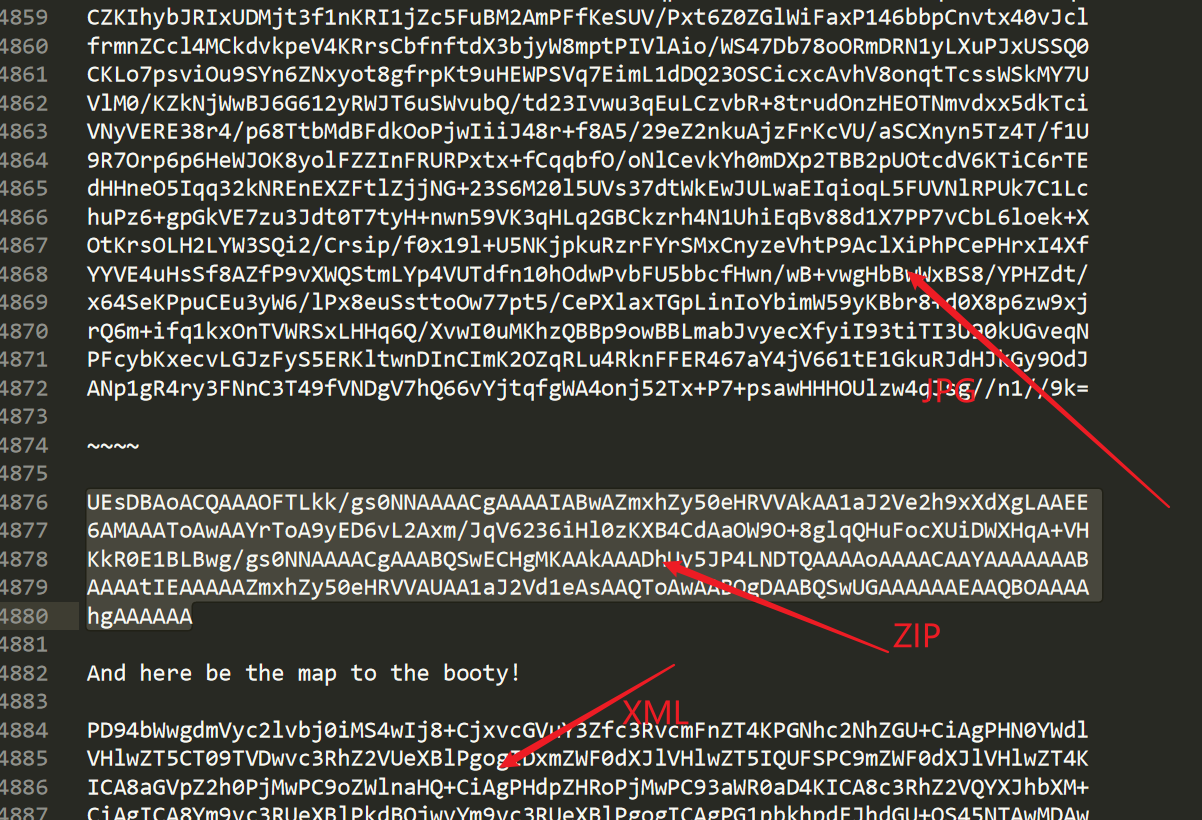 4859 CZKIhybJRIxUDMjt3f1nKRI1jZc5FuBM2AmPFfKeSUV/Pxt6Z0ZGlWiFaxP146bbpCnvtx40vJcl
4860 frmnZCcl4MCkdvkpeV4KRrsCbfnftdX3bjyW8mptPIVlAio/WS47Db78oORmDRN1yLXuPJxUSSQ0
4861 CKLo7psviOu9SYn6ZNxyot8gfrpKt9uHEWPSVq7EimL1dDQ23OSCicxcAvhV8onqtTcssWSkMY7U
4862 VlM0/KZkNjWwBJ6G612yRWJT6uSWvubQ/td23Ivwu3qEuLCzvbR+8trudOnzHEOTNmvdxx5dkTci
4863 VNyVERE38r4/p68TtbMdBFdkOoPjwIiiJ48r+f8A5/29eZ2nkuAjzFrKcVU/aSCXnyn5Tz4T/f1U
4864 9R7Orp6p6HeWJOK8yolFZZInFRURPxtx+fCqqbfO/oNlCevkYh0mDXp2TBB2pUOtcdV6KTiC6rTE
4865 dHHneO5Iqq32kNREnEXZFtlZjjNG+23S6M20l5UVs37dtWkEwJULwaEIqioqL5FUVNlRPUk7C1Lc
4866 huPz6+gpGkVE7zu3Jdt0T7tyH+nwn59VK3qHLq2GBCkzrh4N1UhiEqBv88d1X7PP7vCbL6loek+X
4867 OtKrsOLH2LYW3SQi2/Crsip/f0x19l+U5NKjpkuRzrFYrSMxCnyzeVhtP9AclXiPhPCePHrxI4Xf
4868 YYVE4uHsSf8AZfP9vXWQStmLYp4VUTdfn10hOdwPvbFU5bbcfHwn/wB+vwgHbBwWxBS8/YPHZdt/
4869 x64SeKPpuCEu3yW6/lPx8euSsttoOw77pt5/CePXlaxTGpLinIoYbimW59yKBbr8+d0X8p6zw9xj
4870 rQ6m+ifq1kxOnTVWRSxLHHq6Q/XvwI0uMKhzQBBp9owBBLmabJvyecXfyiI93tiTI3U90kUGveqN
4871 PFcybKxecvLGJzFyS5ERKltwnDInCImK2OZqRLu4RknFFER467aY4jV661tE1GkuRJdHJkGy9OdJ
4872 ANp1gR4ry3FNnC3T49fVNDgV7hQ66vYjtqfgWA4onj52Tx+P7+psawHHHOUlzw4qJsg//n1//9k=
JPG
4873
4874 ~~~~
4875
4876 UEsDBAoACQAAAOFTLkk/gs0NNAAAACgAAAAIABwAZmxhZy50eHRVVAkAA1aJ2Ve2h9xXdXgLAAEE
4877 6AMAAAToAwAAYrToA9yED6vL2Axm/JqV6236iHl0zKXB4CdAaOW9O+8glqQHuFocXUiDWXHqA+VH
4878 KkR0E1BLBwg/gs0NNAAAACgAAABQSwECHgMKAAkAAADhUy5JP4LNDTQAAAAoAAAACAAYAAAAAAAB
4879 AAAAtIEAAAAAZmxhZy50eHRVVAUAA1aJ2Vd1eAsAAQToAwAABOgDAABQSwUGAAAAAAEAAQBOAAAA
4880 hgAAAAAA
ZIP
4881
4882 And here be the map to the booty!
4883
XML
4884 PD94bWwgdmVyc2lvbj0iMS4wIj8+CjxvcGVuY3Zfc3RvcmFnZT4KPGNhc2NhZGU+CiAgPHN0YWdl
4885 VHlwZT5CT09TVDwvc3RhZ2VUeXBlPgogIDxmZWF0dXJlVHlwZT5IQUFSPC9mZWF0dXJlVHlwZT4K
4886 ICA8aGVpZ2h0PjMwPC9oZWlnaHQ+CiAgPHdpZHRoPjMwPC93aWR0aD4KICA8c3RhZ2VQYXJhbXM+
4887